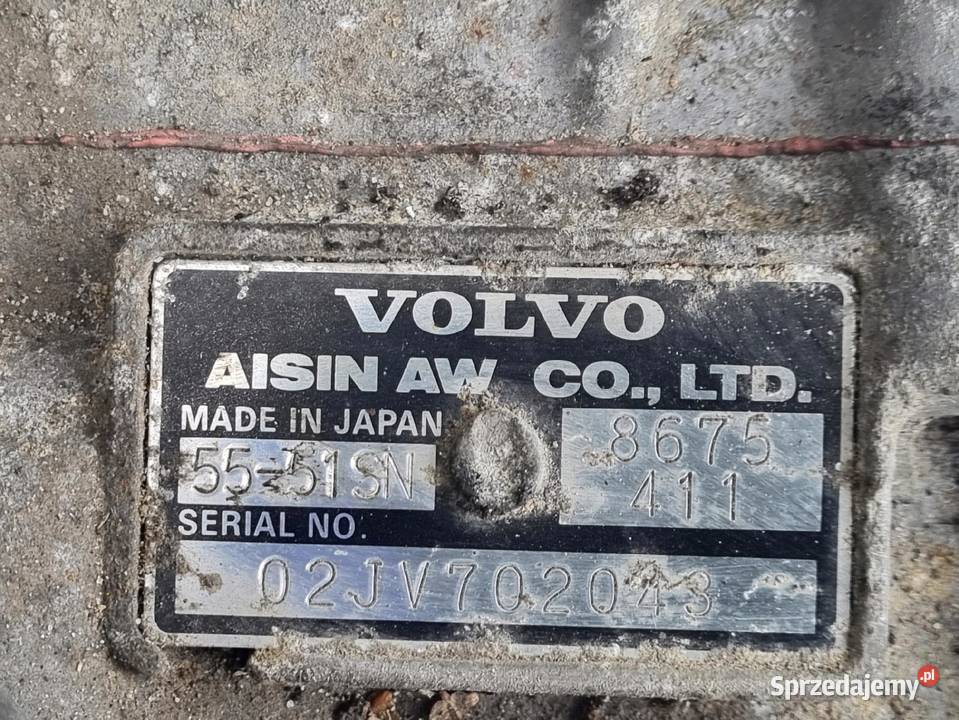 VOLVO
AISIN AW CO., LTD.
MADE IN JAPAN
55-51SN
8675
411
SERIAL NO.
02JV702043
Sprzedajemy.pl